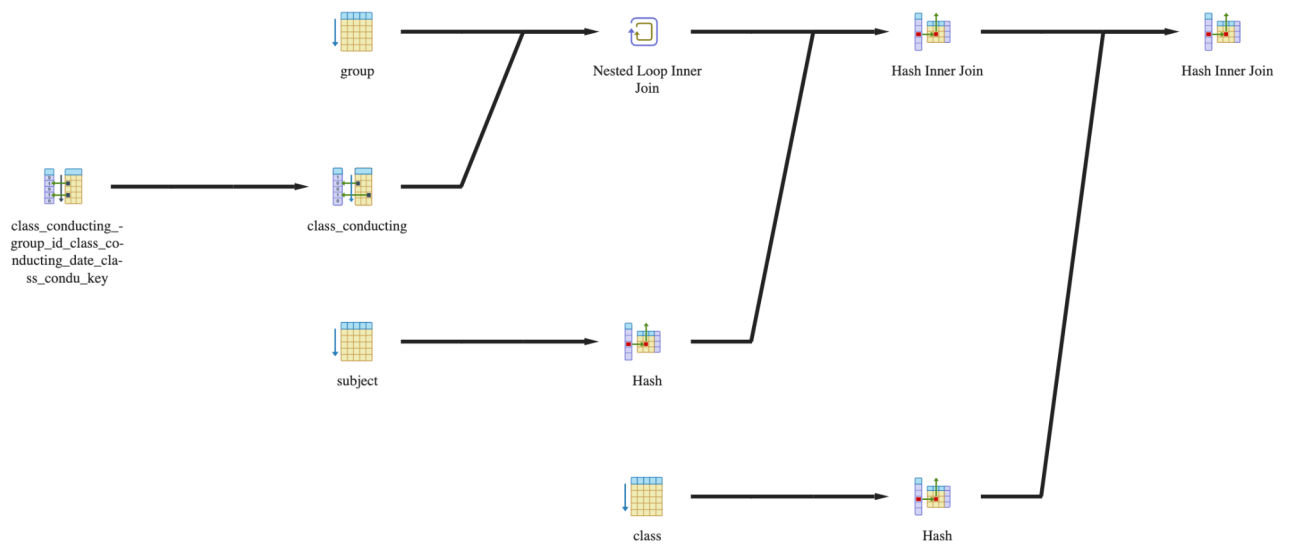 group
Nested Loop Inner
Join
Hash Inner Join
Hash Inner Join
class_conducting_-
group_id_class_co-
nducting_date_cla-
ss_condu_key
class_conducting
subject
Hash
class
Hash